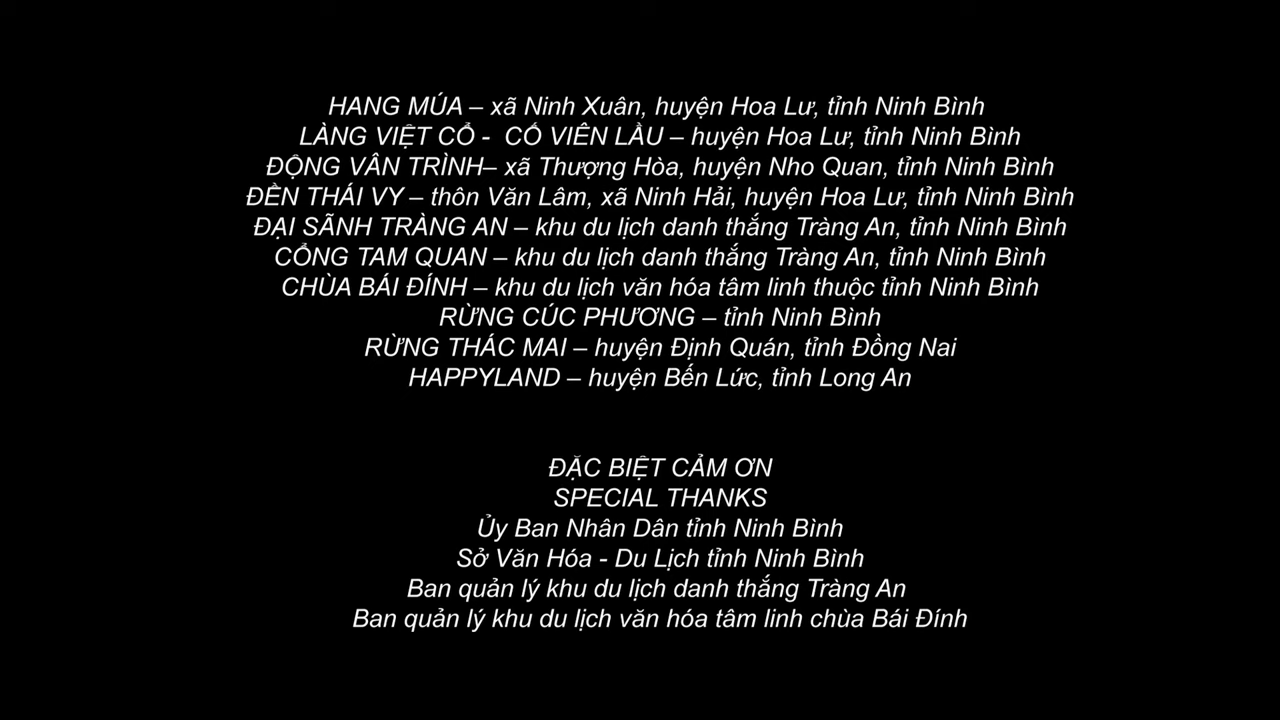 HANG MÚA – xã Ninh Xuân, huyện Hoa Lư, tỉnh Ninh Bình
LÀNG VIỆT CỔ - CỐ VIÊN LẦU – huyện Hoa Lư, tỉnh Ninh Bình
ĐỘNG VÂN TRÌNH– xã Thượng Hòa, huyện Nho Quan, tỉnh Ninh Bình
ĐỀN THÁI VY – thôn Văn Lâm, xã Ninh Hải, huyện Hoa Lư, tỉnh Ninh Bình
ĐẠI SÃNH TRÀNG AN – khu du lịch danh thắng Tràng An, tỉnh Ninh Bình
CỔNG TAM QUAN – khu du lịch danh thắng Tràng An, tỉnh Ninh Bình
CHÙA BÁI ĐÍNH – khu du lịch văn hóa tâm linh thuộc tỉnh Ninh Bình
RỪNG CÚC PHƯƠNG – tỉnh Ninh Bình
RỪNG THÁC MAI – huyện Định Quán, tỉnh Đồng Nai
HAPPYLAND – huyện Bến Lức, tỉnh Long An
ĐẶC BIỆT CẢM ƠN
SPECIAL THANKS
Ủy Ban Nhân Dân tỉnh Ninh Bình
Sở Văn Hóa - Du Lịch tỉnh Ninh Bình
Ban quản lý khu du lịch danh thắng Tràng An
Ban quản lý khu du lịch văn hóa tâm linh chùa Bái Đính